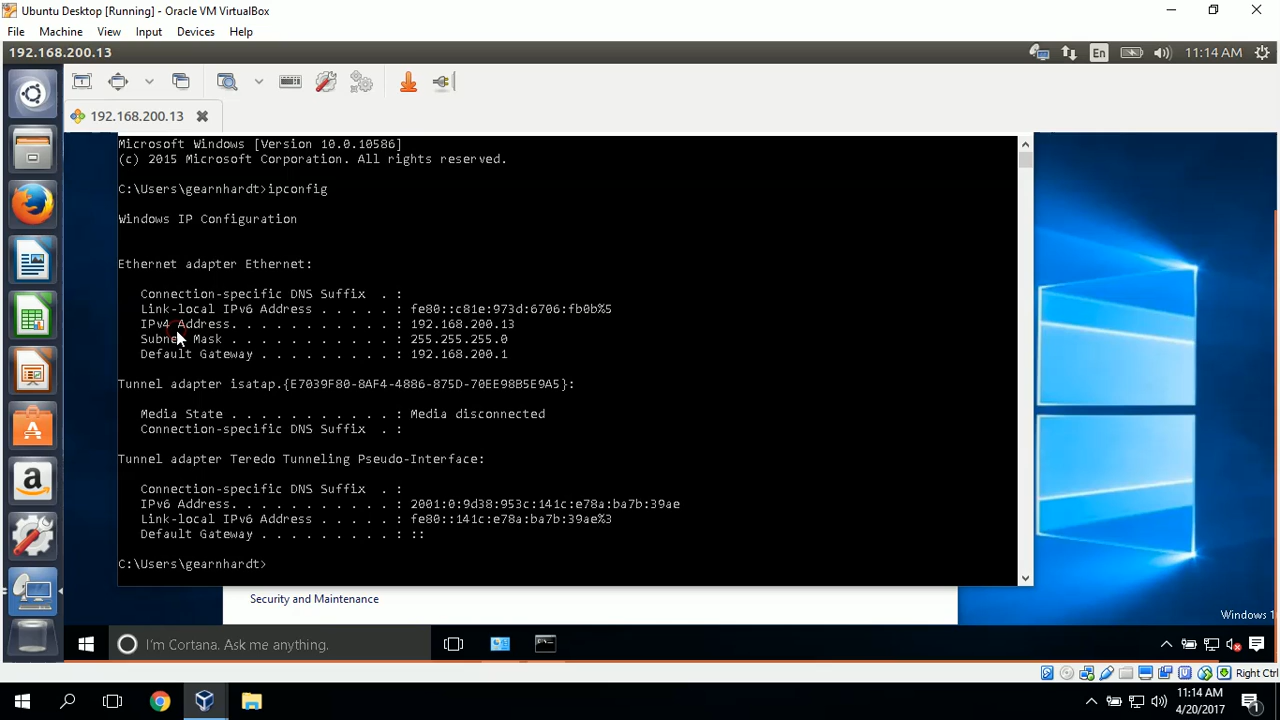 Ubuntu Desktop [Running] - Oracle VM VirtualBox
File Machine View Input Devices Help
192.168.200.13
En
11:14 AM
192.168.200.13
Microsoft Windows [Version 10.0.10586]
(c) 2015 Microsoft Corporation. All rights reserved.
C:\Users\gearnhardt>ipconfig
Windows IP Configuration
Ethernet adapter Ethernet:
Connection-specific DNS Suffix . :
Link-local IPv6 Address . . . . . : fe80::c81e:973d:6706:fb0b%5
IPv4 Address. . . . . . . . . . . : 192.168.200.13
Subnet Mask . . . . . . . . . . . : 255.255.255.0
Default Gateway . . . . . . . . . : 192.168.200.1
Tunnel adapter isatap.{E7039F80-8AF4-4886-875D-70EE98B5E9A5}:
Media State . . . . . . . . . . . : Media disconnected
Connection-specific DNS Suffix . :
Tunnel adapter Teredo Tunneling Pseudo-Interface:
Connection-specific DNS Suffix . :
IPv6 Address. . . . . . . . . . . : 2001:0:9d38:953c:141c:e78a:ba7b:39ae
Link-local IPv6 Address . . . . . : fe80::141c:e78a:ba7b:39ae%3
Default Gateway . . . . . . . . . : ::
C:\Users\gearnhardt>
Security and Maintenance
Windows 1
I'm Cortana. Ask me anything.
Right Ctrl
11:14 AM
4/20/2017
1